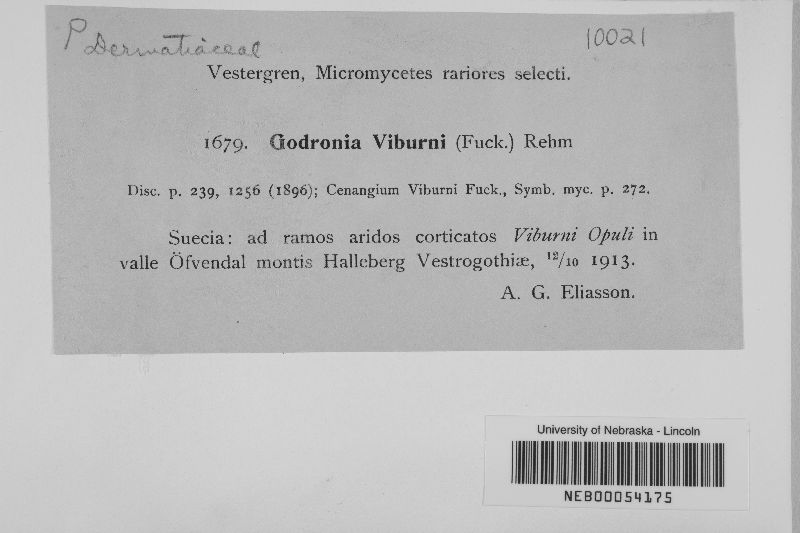 P Dermatiaceae
10021
Vestergren, Micromycetes rariores selecti.
1679. Godronia Viburni (Fuck.) Rehm
Disc. p. 239, 1256 (1896); Cenangium Viburni Fuck., Symb. myc. p. 272.
Suecia: ad ramos aridos corticatos Viburni Opuli in
valle Öfvendal montis Halleberg Vestrogothiæ, 12/10 1913.
A. G. Eliasson.
University of Nebraska - Lincoln
NEB00054175